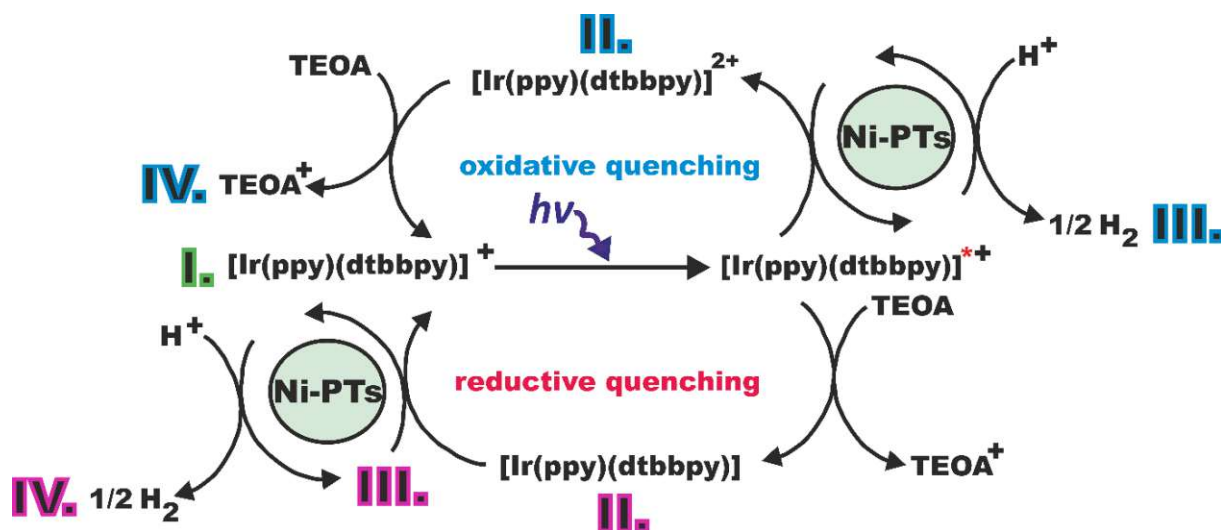 II.
TEOA
[Ir(ppy)(dtbbpy)]2+
H+
Ni-PTs
IV. TEOA+
oxidative quenching
hν
1/2 H2 III.
I. [Ir(ppy)(dtbbpy)]+
[Ir(ppy)(dtbbpy)]*+
TEOA
H+
Ni-PTs
reductive quenching
IV. 1/2 H2
III.
[Ir(ppy)(dtbbpy)]
TEOA+
II.